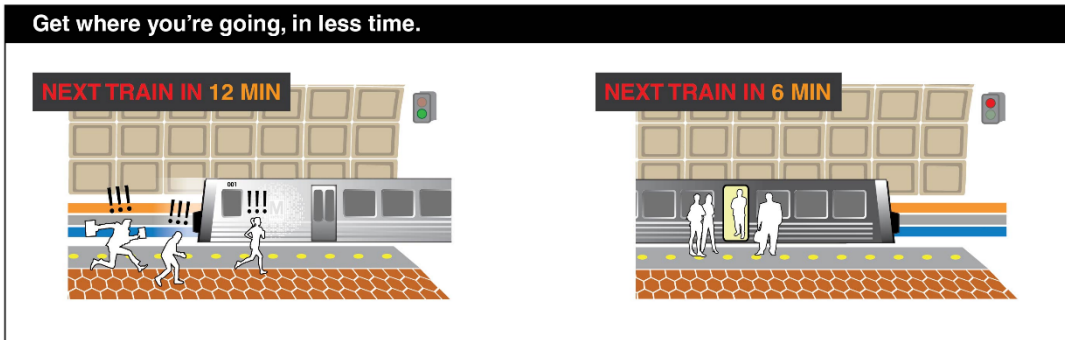 Get where you're going, in less time.
NEXT TRAIN IN 12 MIN
NEXT TRAIN IN 6 MIN
001
!!!
!!!
!!!
M